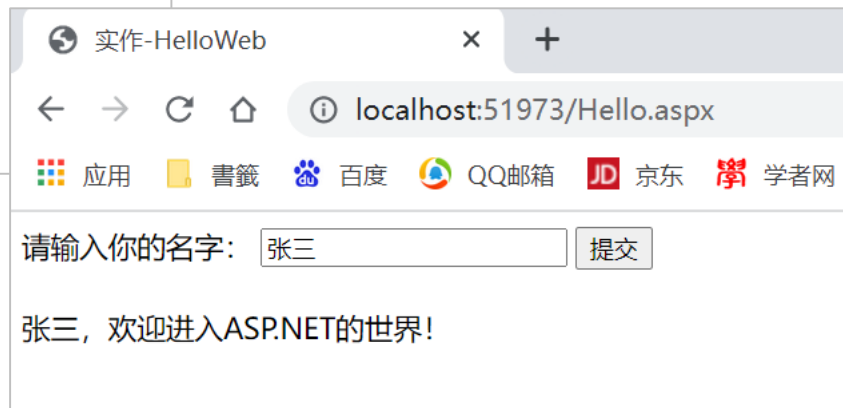 实作-HelloWeb
localhost:51973/Hello.aspx
应用 書籤 百度 QQ邮箱 JD 京东 学者网
请输入你的名字： 张三 提交
张三，欢迎进入ASP.NET的世界！